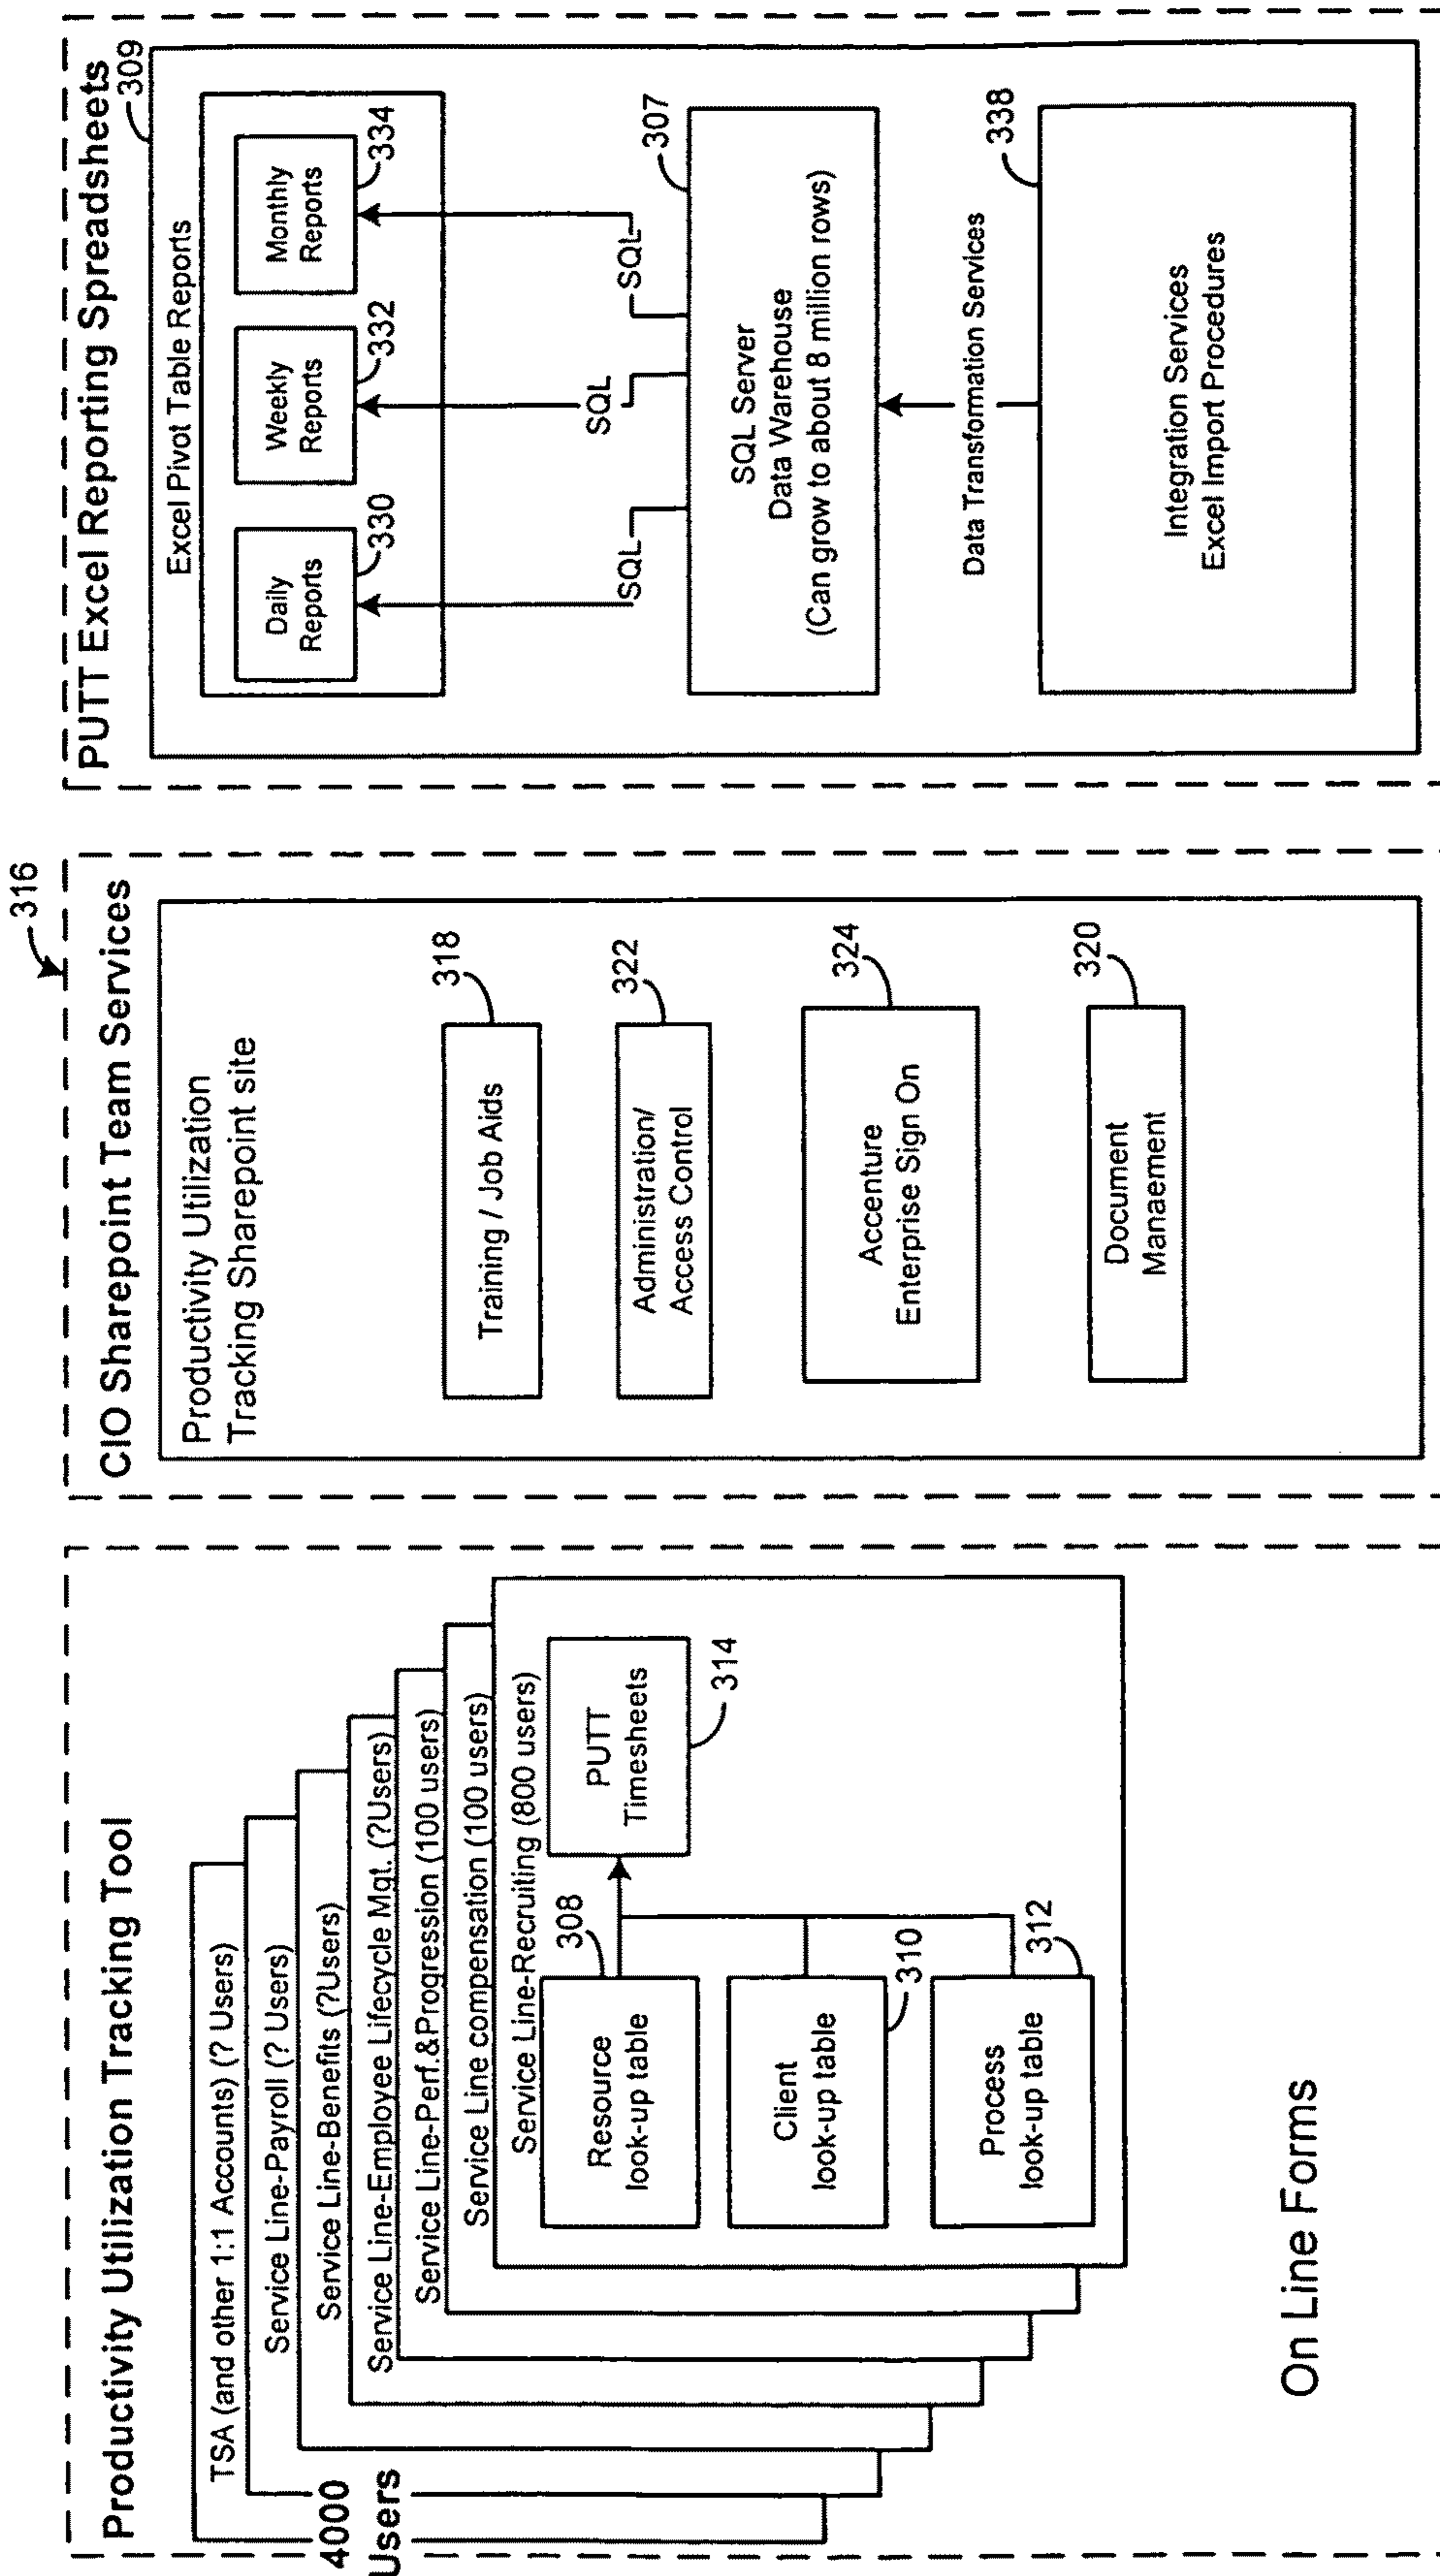 Productivity Utilization Tracking Tool
TSA (and other 1:1 Accounts) (? Users)
Service Line-Payroll (? Users)
Service Line-Benefits (?Users)
Service Line-Employee Lifecycle Mgt. (?Users)
Service Line-Perf.&Progression (100 users)
Service Line compensation (100 users)
Service Line-Recruiting (800 users)
4000
Users
Resource
look-up table
308
Client
look-up table
310
Process
look-up table
312
PUTT
Timesheets
314
On Line Forms
316
CIO Sharepoint Team Services
Productivity Utilization
Tracking Sharepoint site
Training / Job Aids
318
Administration/
Access Control
322
Accenture
Enterprise Sign On
324
Document
Manaement
320
PUTT Excel Reporting Spreadsheets
309
Excel Pivot Table Reports
Daily
Reports
330
Weekly
Reports
332
Monthly
Reports
334
SQL
SQL
SQL
SQL Server
Data Warehouse
(Can grow to about 8 million rows)
307
Data Transformation Services
338
Integration Services
Excel Import Procedures